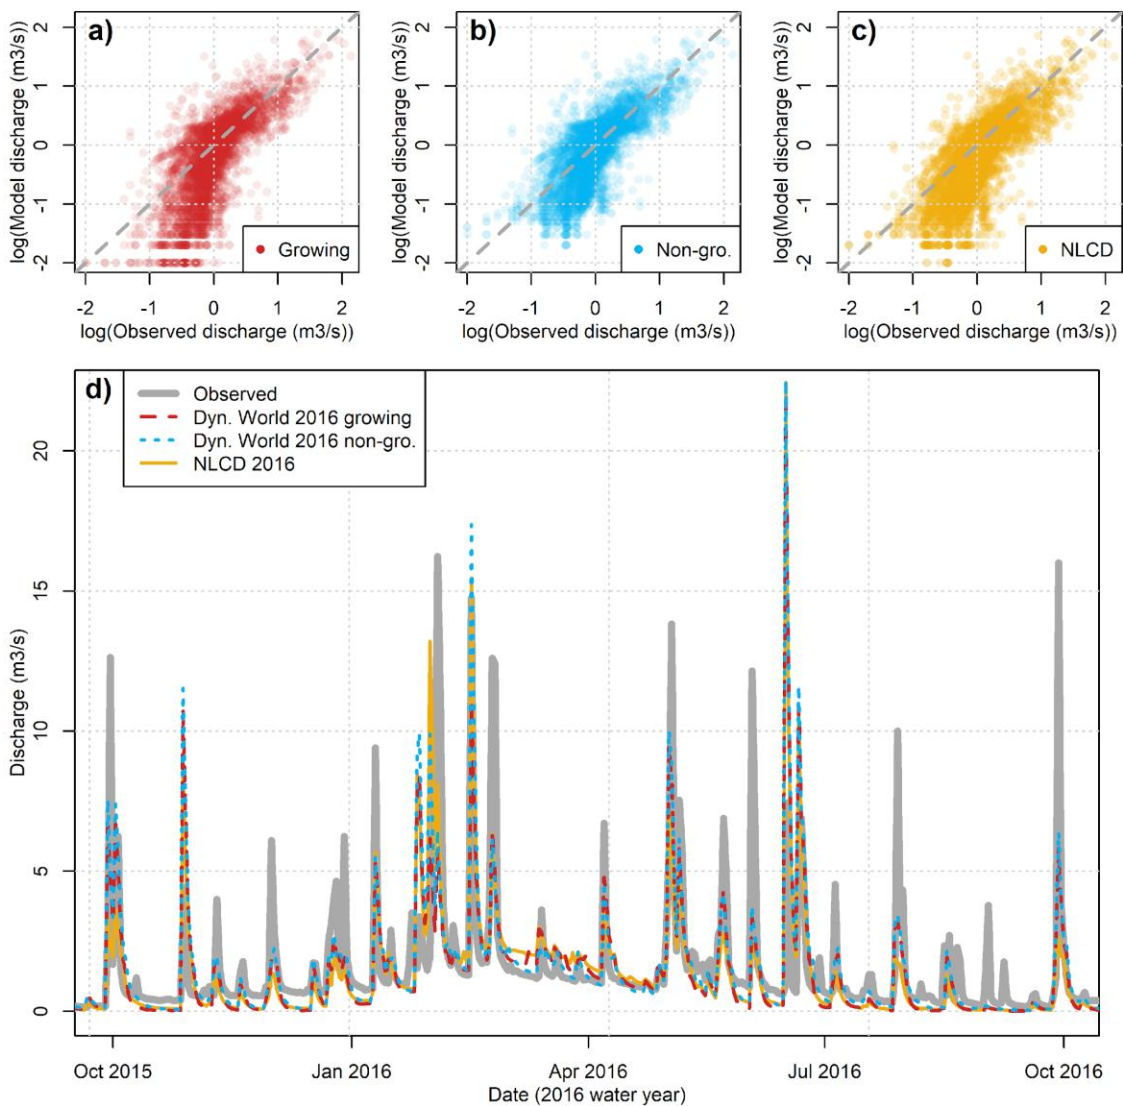 a)
log(Model discharge (m3/s))
2
1
0
-1
-2
Growing
-2 -1 0 1 2
log(Observed discharge (m3/s))
b)
log(Model discharge (m3/s))
2
1
0
-1
-2
Non-gro.
-2 -1 0 1 2
log(Observed discharge (m3/s))
c)
log(Model discharge (m3/s))
2
1
0
-1
-2
NLCD
-2 -1 0 1 2
log(Observed discharge (m3/s))
d)
Observed
Dyn. World 2016 growing
Dyn. World 2016 non-gro.
NLCD 2016
Discharge (m3/s)
20
15
10
5
0
Oct 2015 Jan 2016 Apr 2016 Jul 2016 Oct 2016
Date (2016 water year)